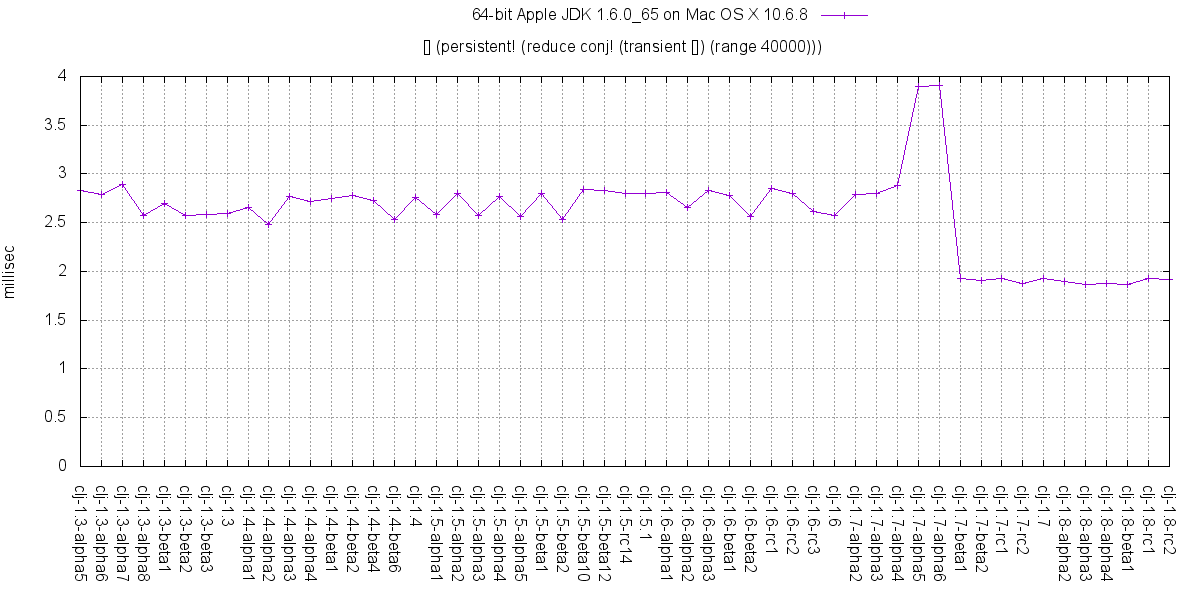 64-bit Apple JDK 1.6.0_65 on Mac OS X 10.6.8
[] (persistent! (reduce conj! (transient []) (range 40000)))
4
3.5
3
2.5
2
1.5
1
0.5
0
millisec
clj-1.3-alpha5
clj-1.3-alpha6
clj-1.3-alpha7
clj-1.3-alpha8
clj-1.3-beta1
clj-1.3-beta2
clj-1.3-beta3
clj-1.3
clj-1.4-alpha1
clj-1.4-alpha2
clj-1.4-alpha3
clj-1.4-alpha4
clj-1.4-beta1
clj-1.4-beta2
clj-1.4-beta4
clj-1.4-beta6
clj-1.4
clj-1.5-alpha1
clj-1.5-alpha2
clj-1.5-alpha3
clj-1.5-alpha4
clj-1.5-alpha5
clj-1.5-beta1
clj-1.5-beta2
clj-1.5-beta10
clj-1.5-beta12
clj-1.5-rc14
clj-1.5.1
clj-1.6-alpha1
clj-1.6-alpha2
clj-1.6-alpha3
clj-1.6-beta1
clj-1.6-beta2
clj-1.6-rc1
clj-1.6-rc2
clj-1.6-rc3
clj-1.6
clj-1.7-alpha2
clj-1.7-alpha3
clj-1.7-alpha4
clj-1.7-alpha5
clj-1.7-alpha6
clj-1.7-beta1
clj-1.7-beta2
clj-1.7-rc1
clj-1.7-rc2
clj-1.7
clj-1.8-alpha2
clj-1.8-alpha3
clj-1.8-alpha4
clj-1.8-beta1
clj-1.8-rc1
clj-1.8-rc2